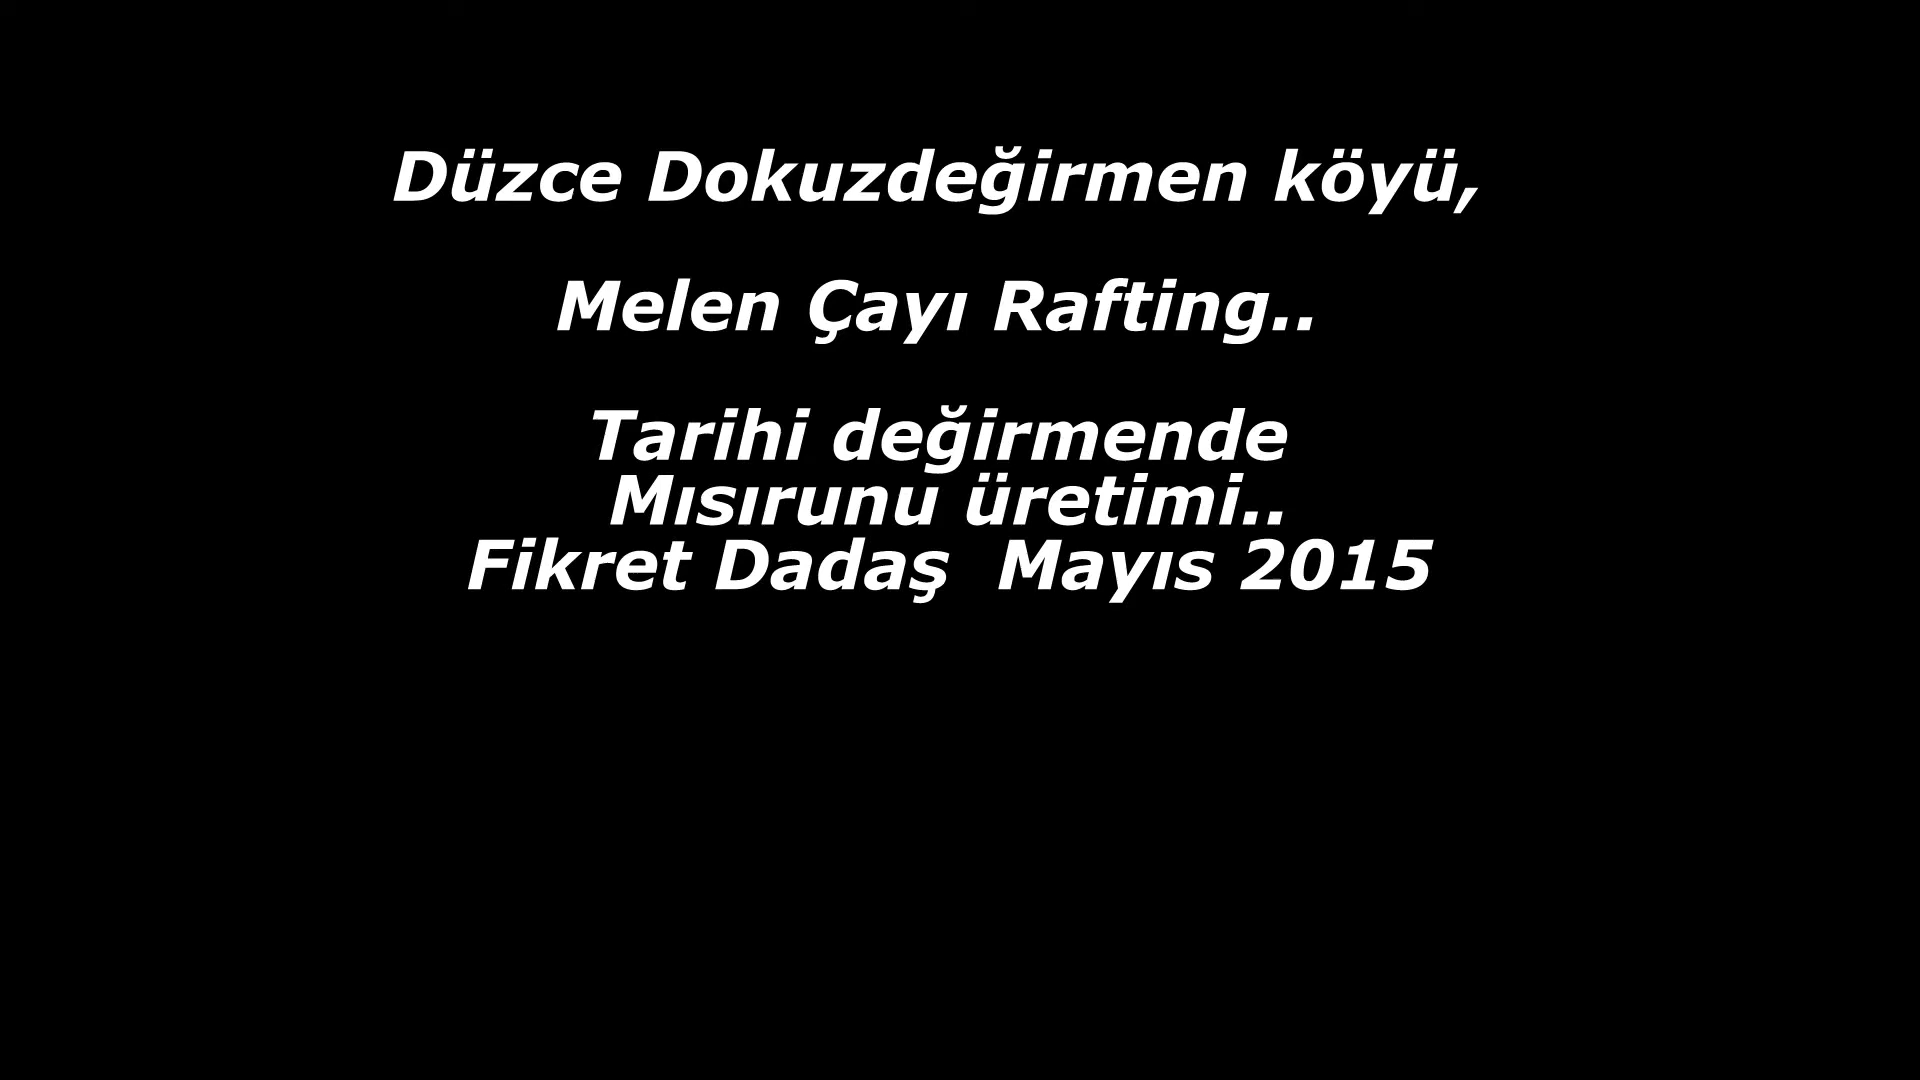 Düzce Dokuzdeğirmen köyü,
Melen Çayı Rafting..
Tarihi değirmende
Mısırunu üretimi..
Fikret Dadaş  Mayıs 2015